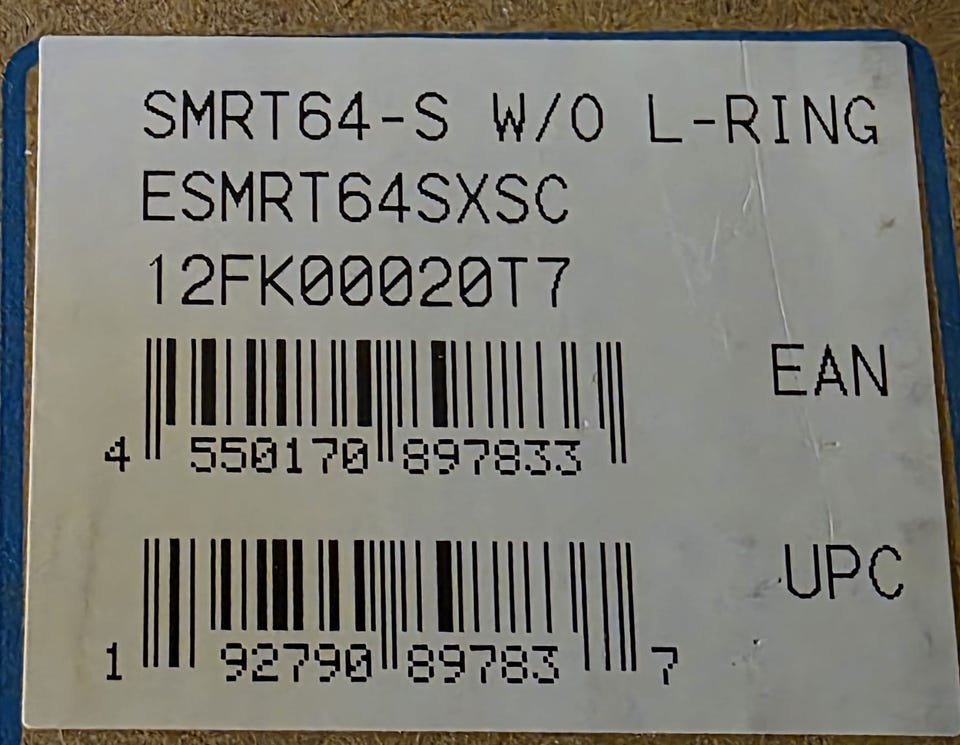 SMRT64-S W/O L-RING
ESMRT64SXSC
12FK00020T7
EAN
4 550170 897833
UPC
1 92790 89783 7